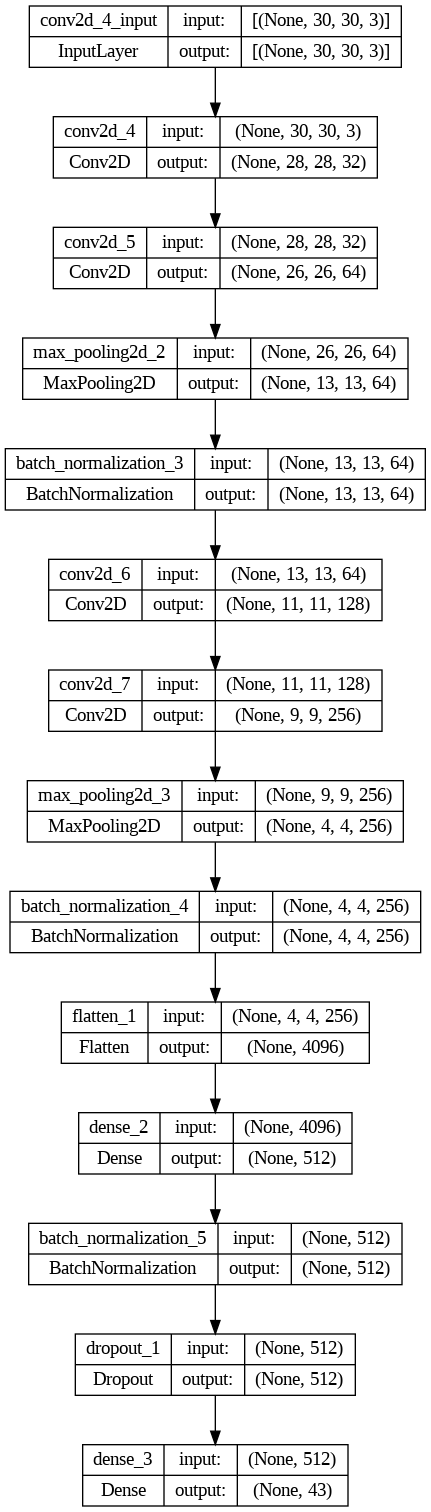 conv2d_4_input input: [(None, 30, 30, 3)]
InputLayer output: [(None, 30, 30, 3)]
conv2d_4 input: (None, 30, 30, 3)
Conv2D output: (None, 28, 28, 32)
conv2d_5 input: (None, 28, 28, 32)
Conv2D output: (None, 26, 26, 64)
max_pooling2d_2 input: (None, 26, 26, 64)
MaxPooling2D output: (None, 13, 13, 64)
batch_normalization_3 input: (None, 13, 13, 64)
BatchNormalization output: (None, 13, 13, 64)
conv2d_6 input: (None, 13, 13, 64)
Conv2D output: (None, 11, 11, 128)
conv2d_7 input: (None, 11, 11, 128)
Conv2D output: (None, 9, 9, 256)
max_pooling2d_3 input: (None, 9, 9, 256)
MaxPooling2D output: (None, 4, 4, 256)
batch_normalization_4 input: (None, 4, 4, 256)
BatchNormalization output: (None, 4, 4, 256)
flatten_1 input: (None, 4, 4, 256)
Flatten output: (None, 4096)
dense_2 input: (None, 4096)
Dense output: (None, 512)
batch_normalization_5 input: (None, 512)
BatchNormalization output: (None, 512)
dropout_1 input: (None, 512)
Dropout output: (None, 512)
dense_3 input: (None, 512)
Dense output: (None, 43)